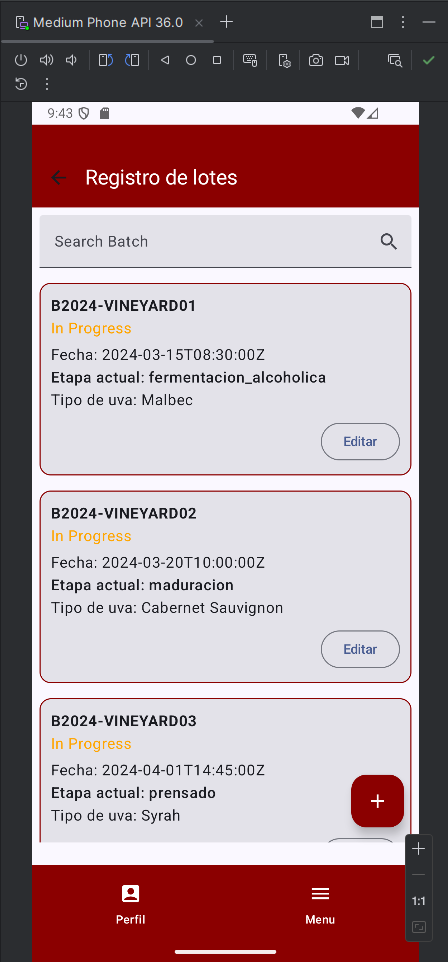 Medium Phone API 36.0
9:43
Registro de lotes
Search Batch
B2024-VINEYARD01
In Progress
Fecha: 2024-03-15T08:30:00Z
Etapa actual: fermentacion_alcoholica
Tipo de uva: Malbec
Editar
B2024-VINEYARD02
In Progress
Fecha: 2024-03-20T10:00:00Z
Etapa actual: maduracion
Tipo de uva: Cabernet Sauvignon
Editar
B2024-VINEYARD03
In Progress
Fecha: 2024-04-01T14:45:00Z
Etapa actual: prensado
Tipo de uva: Syrah
1:1
Perfil
Menu